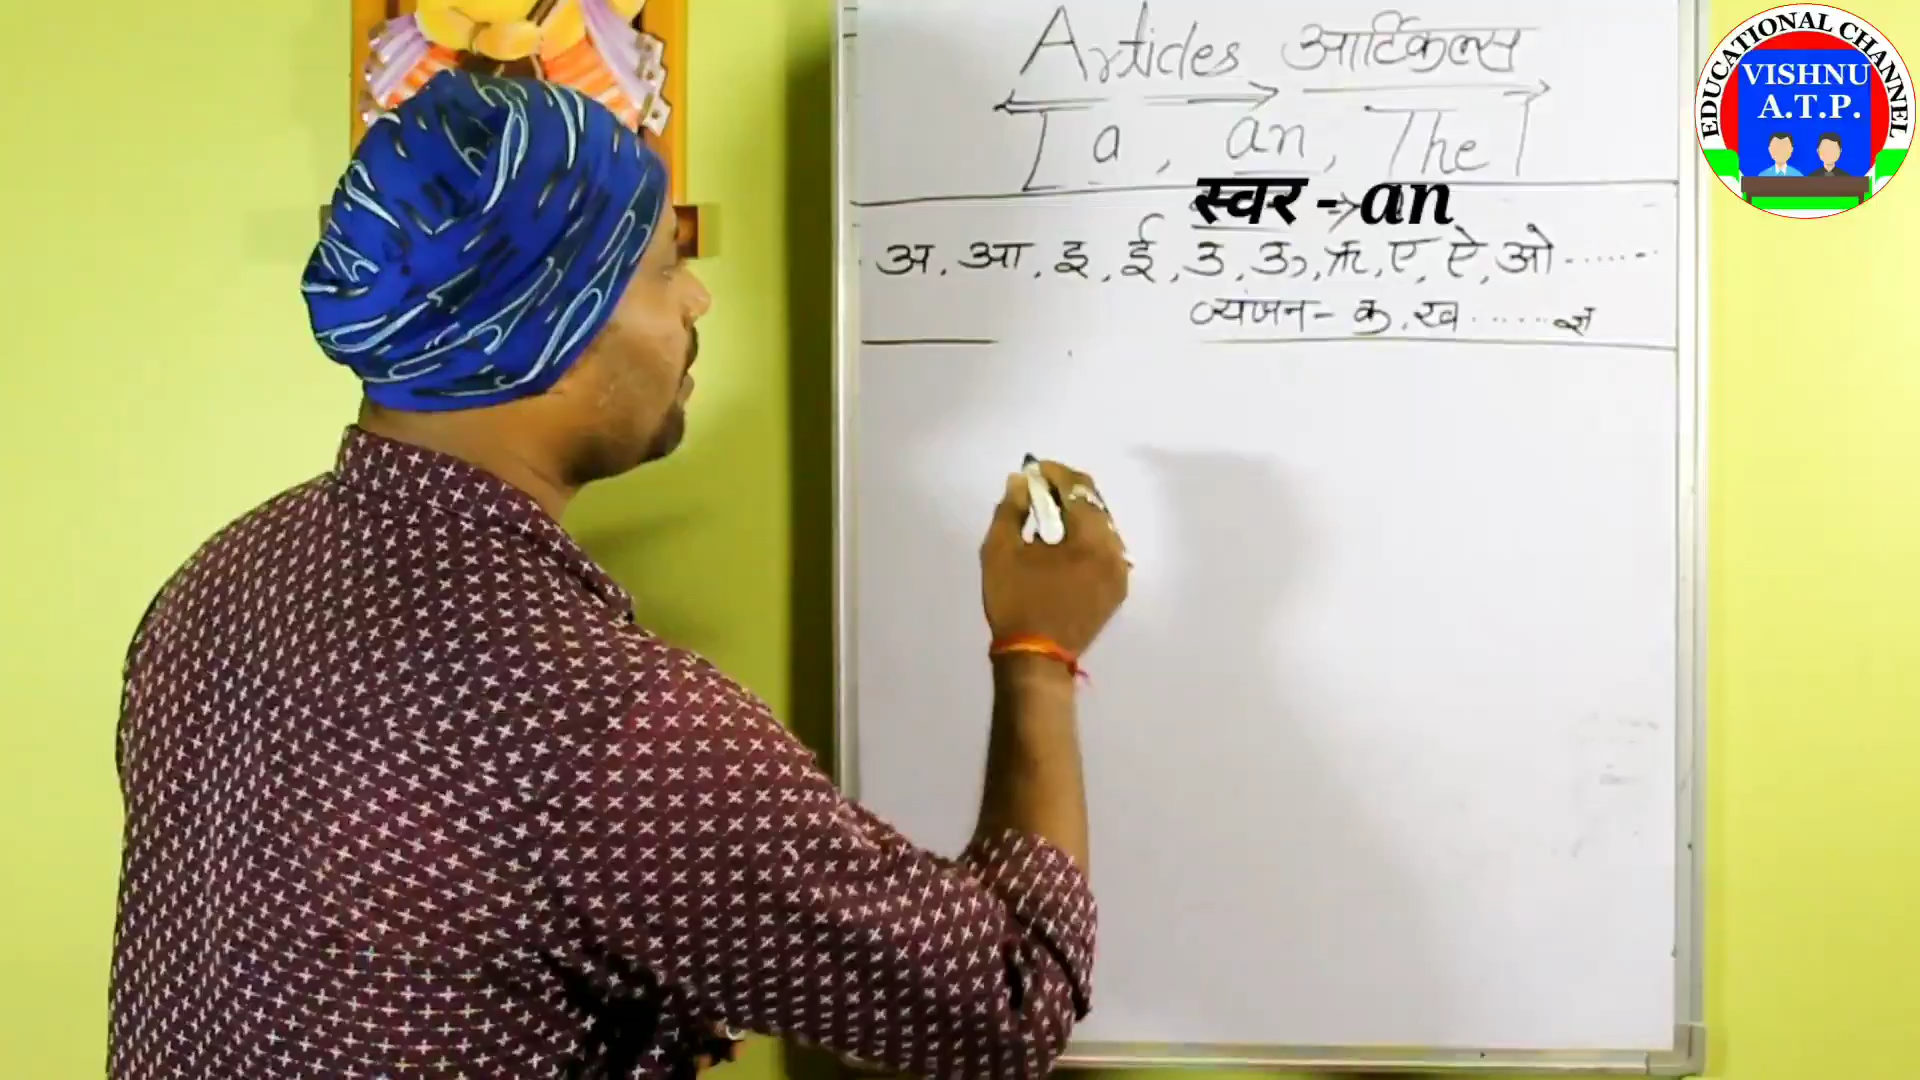 Articles आर्टिकल्स
[ a , an, The ]
स्वर -> an
अ, आ, इ, ई, उ, ऊ, ऋ, ए, ऐ, ओ .......
व्यंजन - क, ख ...... ज्ञ
EDUCATIONAL CHANNEL
VISHNU
A.T.P.